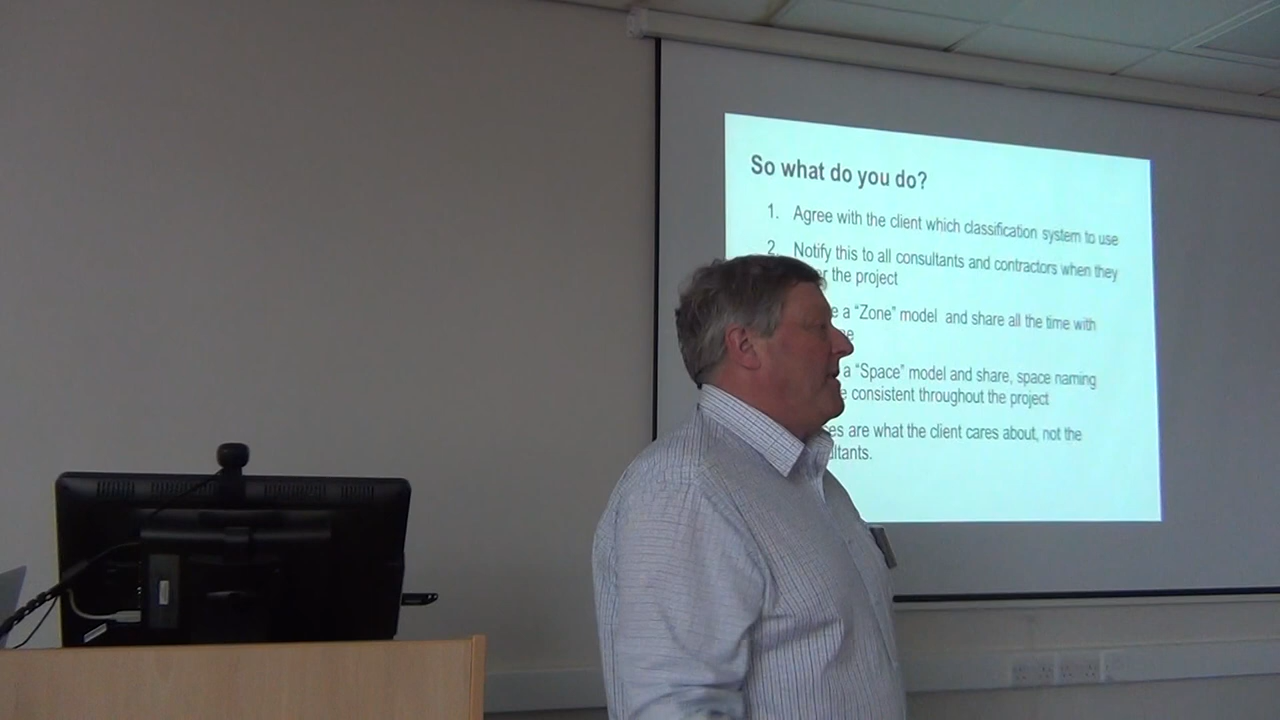 So what do you do?
1. Agree with the client which classification system to use
2. Notify this to all consultants and contractors when they
the project
a “Zone” model and share all the time with
a “Space” model and share, space naming
consistent throughout the project
are what the client cares about, not the